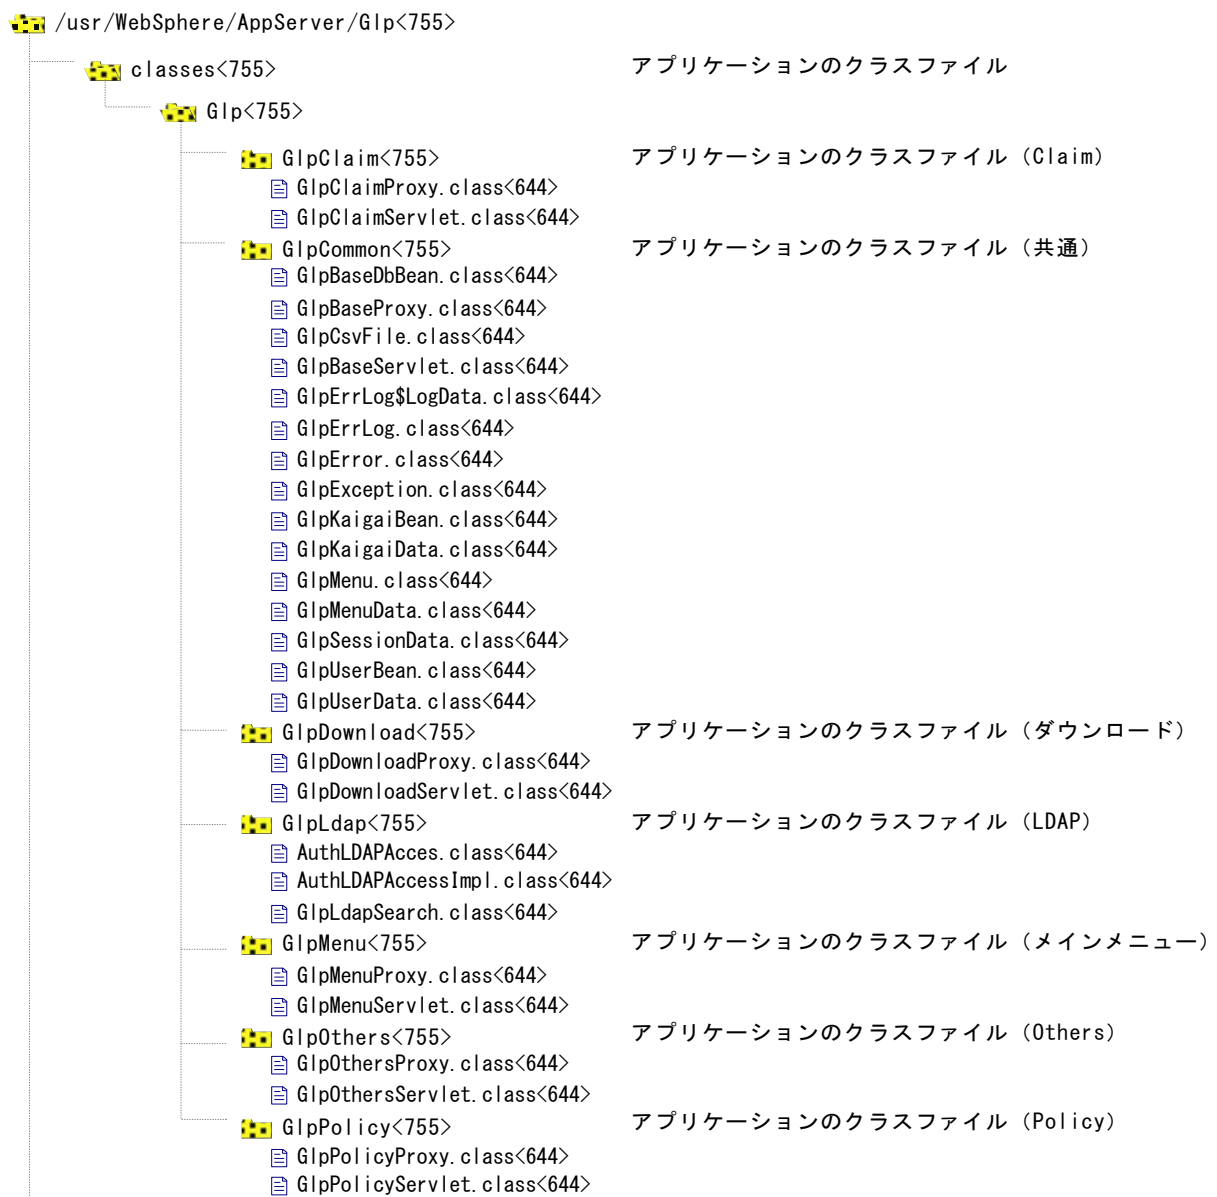 /usr/WebSphere/AppServer/Glp<755>
classes<755> アプリケーションのクラスファイル
Glp<755>
GlpClaim<755> アプリケーションのクラスファイル（Claim）
GlpClaimProxy.class<644>
GlpClaimServlet.class<644>
GlpCommon<755> アプリケーションのクラスファイル（共通）
GlpBaseDbBean.class<644>
GlpBaseProxy.class<644>
GlpCsvFile.class<644>
GlpBaseServlet.class<644>
GlpErrLog$LogData.class<644>
GlpErrLog.class<644>
GlpError.class<644>
GlpException.class<644>
GlpKaigaiBean.class<644>
GlpKaigaiData.class<644>
GlpMenu.class<644>
GlpMenuData.class<644>
GlpSessionData.class<644>
GlpUserBean.class<644>
GlpUserData.class<644>
GlpDownload<755> アプリケーションのクラスファイル（ダウンロード）
GlpDownloadProxy.class<644>
GlpDownloadServlet.class<644>
GlpLdap<755> アプリケーションのクラスファイル（LDAP）
AuthLDAPAcces.class<644>
AuthLDAPAccessImpl.class<644>
GlpLdapSearch.class<644>
GlpMenu<755> アプリケーションのクラスファイル（メインメニュー）
GlpMenuProxy.class<644>
GlpMenuServlet.class<644>
GlpOthers<755> アプリケーションのクラスファイル（Others）
GlpOthersProxy.class<644>
GlpOthersServlet.class<644>
GlpPolicy<755> アプリケーションのクラスファイル（Policy）
GlpPolicyProxy.class<644>
GlpPolicyServlet.class<644>